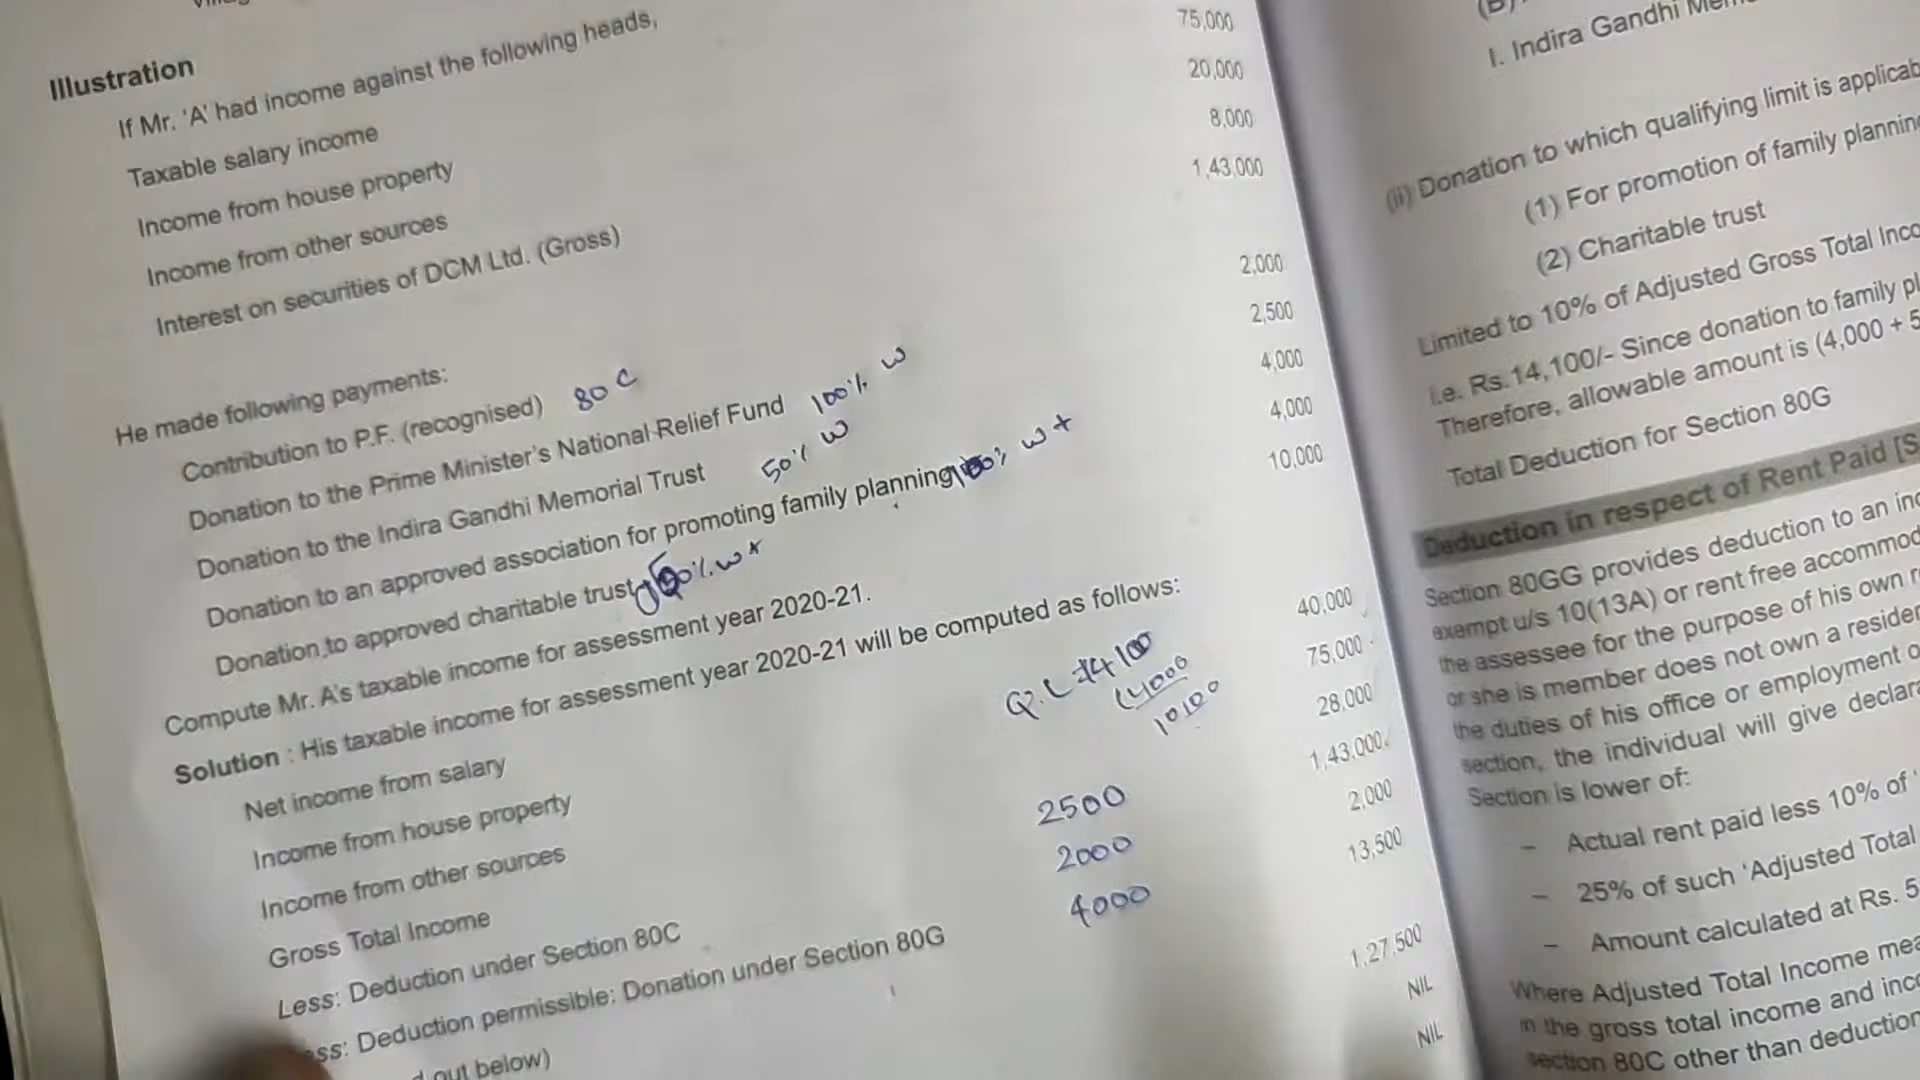 Illustration
If Mr. 'A' had income against the following heads,
Taxable salary income 75,000
Income from house property 20,000
Income from other sources 8,000
Interest on securities of DCM Ltd. (Gross) 1,43,000
He made following payments:
Contribution to P.F. (recognised) 80 C 2,000
Donation to the Prime Minister's National Relief Fund 100% w 2,500
Donation to the Indira Gandhi Memorial Trust 50% w 4,000
Donation to an approved association for promoting family planning 100% w + 4,000
Donation to approved charitable trust 50% w 10,000
Compute Mr. A's taxable income for assessment year 2020-21.
Solution : His taxable income for assessment year 2020-21 will be computed as follows:
Net income from salary 40,000
Income from house property 75,000
Income from other sources 28,000
Gross Total Income 1,43,000
Less: Deduction under Section 80C 2,000
Deduction permissible: Donation under Section 80G 13,500
out below)
1,27,500
NIL
NIL
Q.L 14100
4000
10100
2500
2000
4000
I. Indira Gandhi
(ii) Donation to which qualifying limit is
(1) For promotion of family
(2) Charitable trust
Limited to 10% of Adjusted Gross Total
i.e. Rs.14,100/- Since donation to family
Therefore, allowable amount is (4,000 +
Total Deduction for Section 80G
Deduction in respect of Rent Paid
Section 80GG provides deduction to an
exempt u/s 10(13A) or rent free
the assessee for the purpose of his own
or she is member does not own a
the duties of his office or employment
section, the individual will give
Section is lower of:
– Actual rent paid less 10% of
– 25% of such 'Adjusted Total
– Amount calculated at Rs.
Where Adjusted Total Income
in the gross total income and
section 80C other than